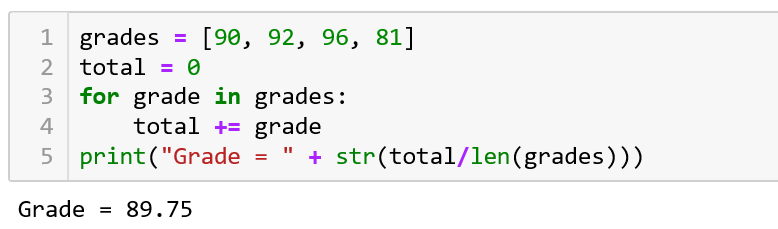 1 grades = [90, 92, 96, 81]
2 total = 0
3 for grade in grades:
4     total += grade
5 print("Grade = " + str(total/len(grades)))
Grade = 89.75